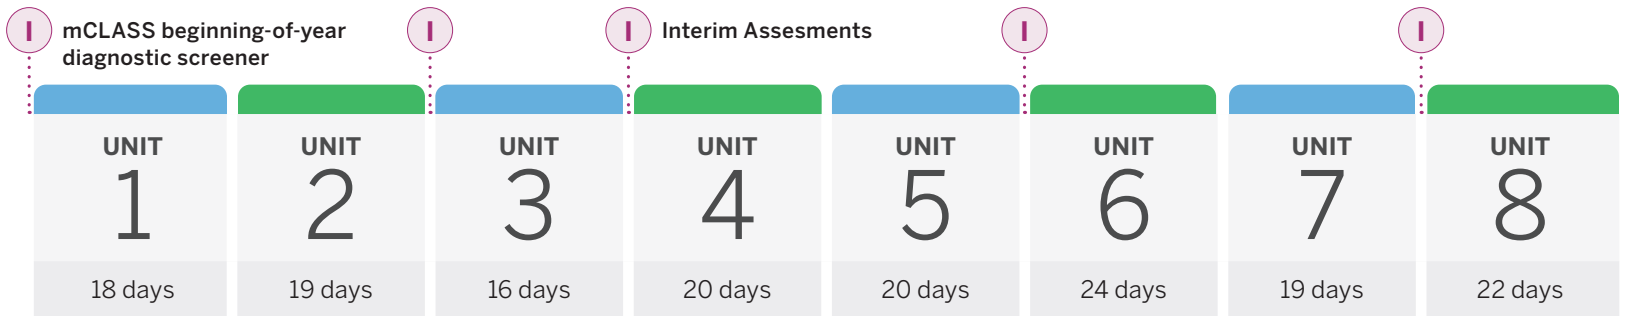 I
mCLASS beginning-of-year
diagnostic screener
I
I
Interim Assesments
I
I
UNIT
1
18 days
UNIT
2
19 days
UNIT
3
16 days
UNIT
4
20 days
UNIT
5
20 days
UNIT
6
24 days
UNIT
7
19 days
UNIT
8
22 days